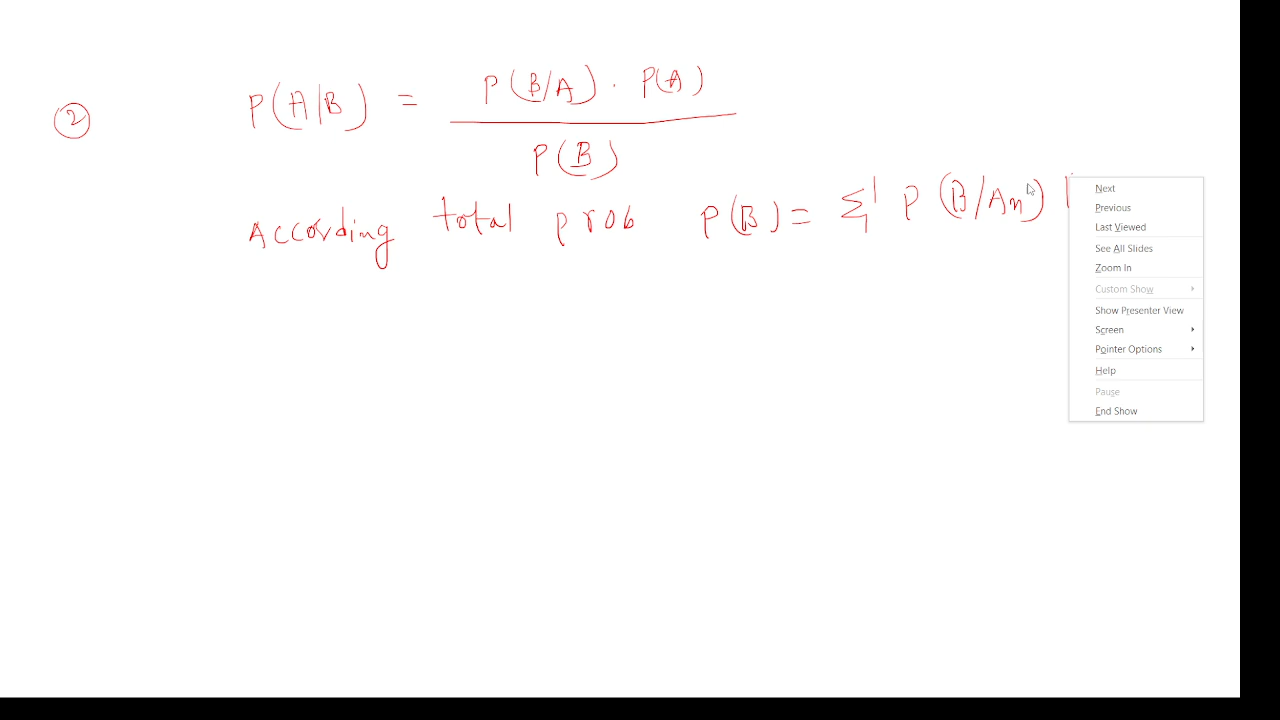 ② P(A|B) = P(B/A) · P(A)
P(B)
According total prob P(B) = Σ P(B/An)
Next
Previous
Last Viewed
See All Slides
Zoom In
Custom Show
Show Presenter View
Screen
Pointer Options
Help
Pause
End Show